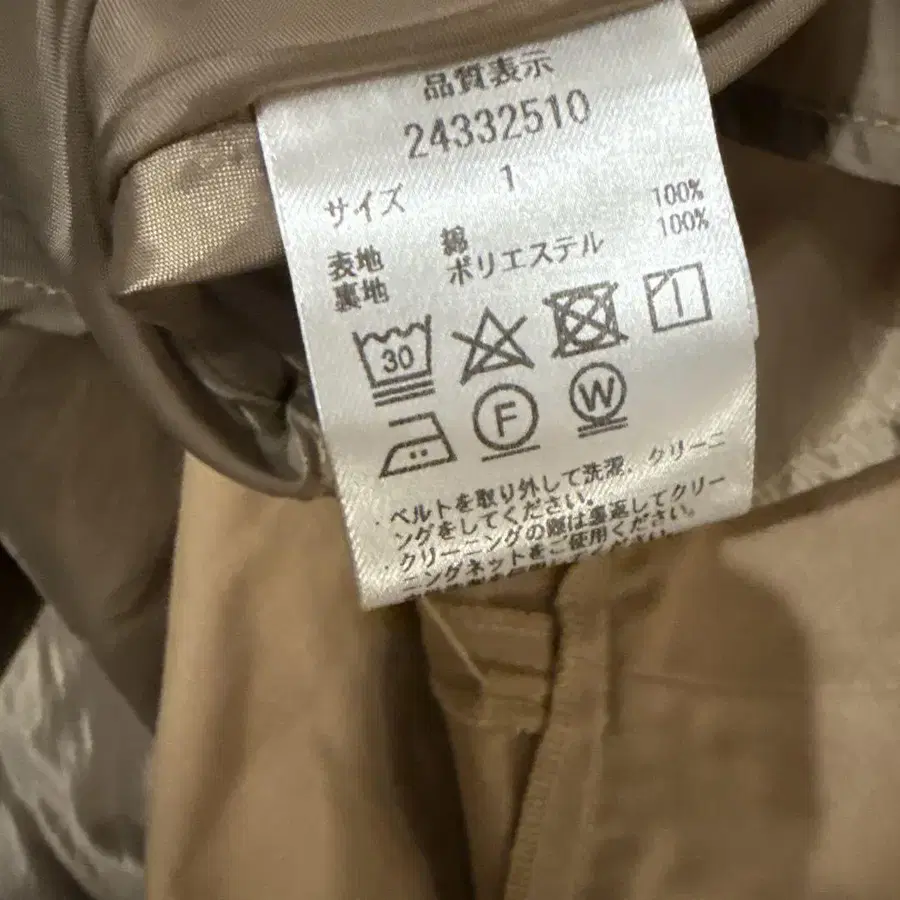 品質表示
24332510
サイズ 1
表地 綿 100%
裏地 ポリエステル 100%
30
F W
・ベルトを取り外して洗濯、クリーニ
ングをしてください。
・クリーニングの際は裏返してクリー
ニングネットをご使用ください。